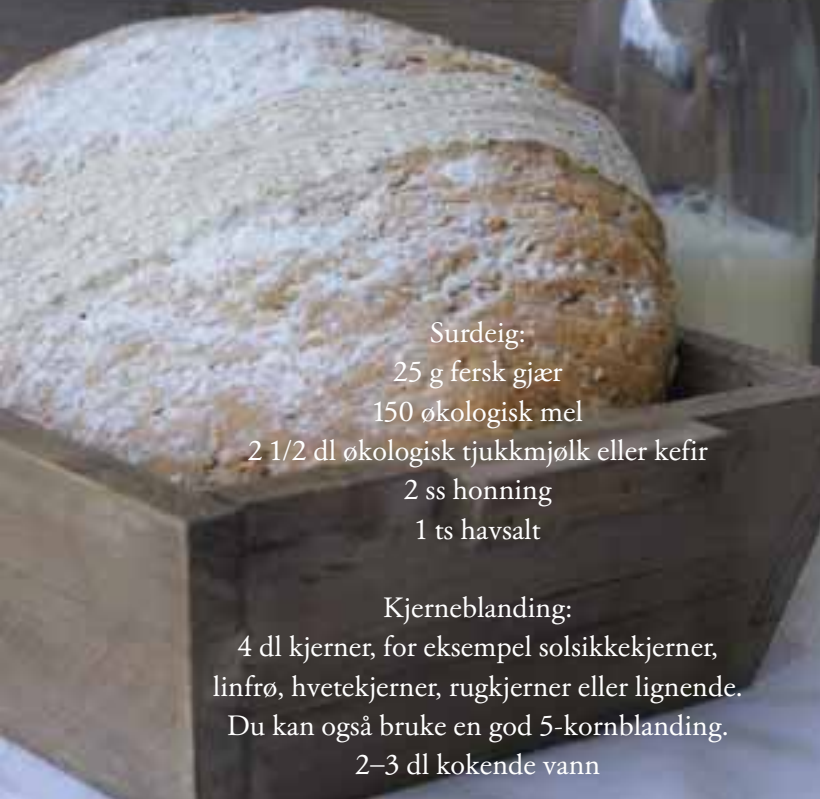 Surdeig:
25 g fersk gjær
150 økologisk mel
2 1/2 dl økologisk tjukkmjølk eller kefir
2 ss honning
1 ts havsalt
Kjerneblanding:
4 dl kjerner, for eksempel solsikkekjerner,
linfrø, hvetekjerner, rugkjerner eller lignende.
Du kan også bruke en god 5-kornblanding.
2–3 dl kokende vann